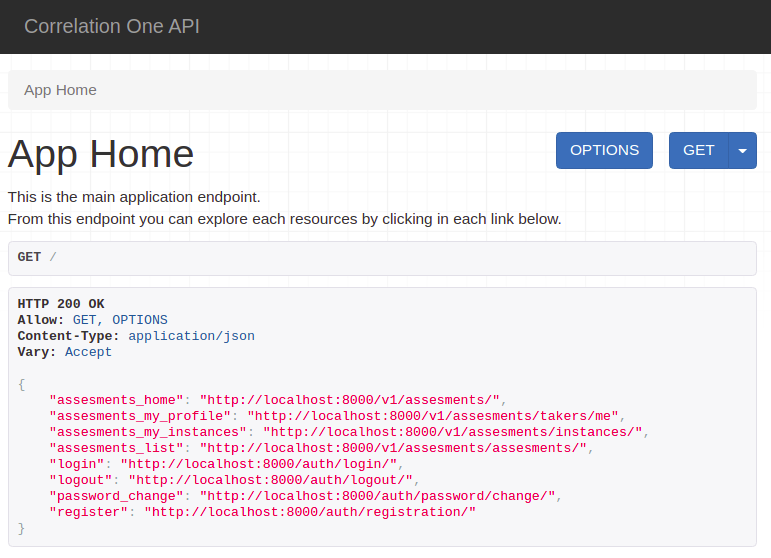 Correlation One API
App Home
App Home
OPTIONS
GET
This is the main application endpoint.
From this endpoint you can explore each resources by clicking in each link below.
GET /
HTTP 200 OK
Allow: GET, OPTIONS
Content-Type: application/json
Vary: Accept
{
"assesments_home": "http://localhost:8000/v1/assesments/",
"assesments_my_profile": "http://localhost:8000/v1/assesments/takers/me",
"assesments_my_instances": "http://localhost:8000/v1/assesments/instances/",
"assesments_list": "http://localhost:8000/v1/assesments/assesments/",
"login": "http://localhost:8000/auth/login/",
"logout": "http://localhost:8000/auth/logout/",
"password_change": "http://localhost:8000/auth/password/change/",
"register": "http://localhost:8000/auth/registration/"
}